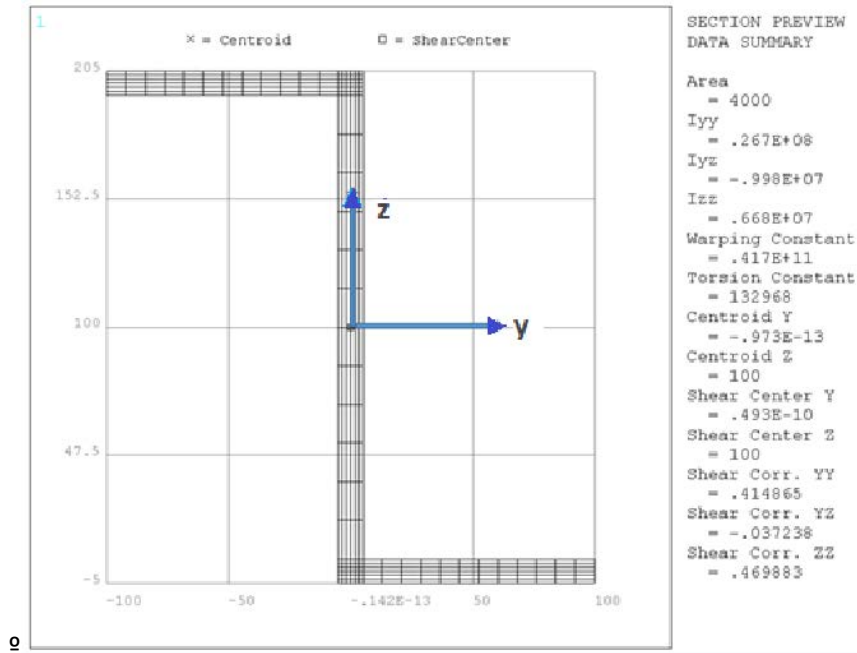 1
× = Centroid
□ = ShearCenter
205
152.5
100
47.5
-5
-100
-50
-.142E-13
50
100
z
y
SECTION PREVIEW
DATA SUMMARY
Area
= 4000
Iyy
= .267E+08
Iyz
= -.998E+07
Izz
= .668E+07
Warping Constant
= .417E+11
Torsion Constant
= 132968
Centroid Y
= -.973E-13
Centroid Z
= 100
Shear Center Y
= .493E-10
Shear Center Z
= 100
Shear Corr. YY
= .414865
Shear Corr. YZ
= -.037238
Shear Corr. ZZ
= .469883
º